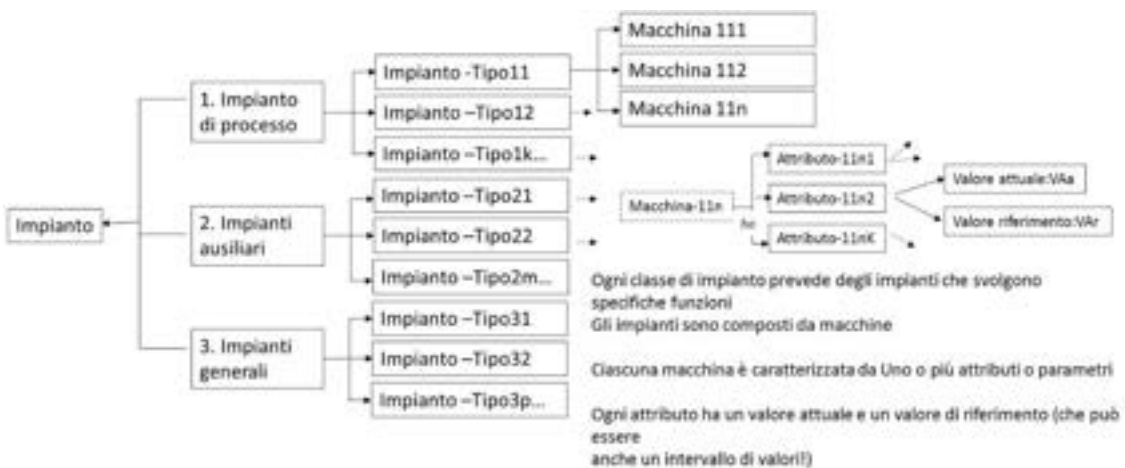 Impianto
1. Impianto
di processo
2. Impianti
ausiliari
3. Impianti
generali
Impianto -Tipo11
Impianto –Tipo12
Impianto –Tipo1k...
Impianto –Tipo21
Impianto –Tipo22
Impianto –Tipo2m...
Impianto –Tipo31
Impianto –Tipo32
Impianto –Tipo3p...
Macchina 111
Macchina 112
Macchina 11n
Macchina-11n
ha
Attributo-11n1
Attributo-11n2
Attributo-11nK
Valore attuale:VAa
Valore riferimento:VAr
Ogni classe di impianto prevede degli impianti che svolgono
specifiche funzioni
Gli impianti sono composti da macchine
Ciascuna macchina è caratterizzata da Uno o più attributi o parametri
Ogni attributo ha un valore attuale e un valore di riferimento (che può
essere
anche un intervallo di valori!)